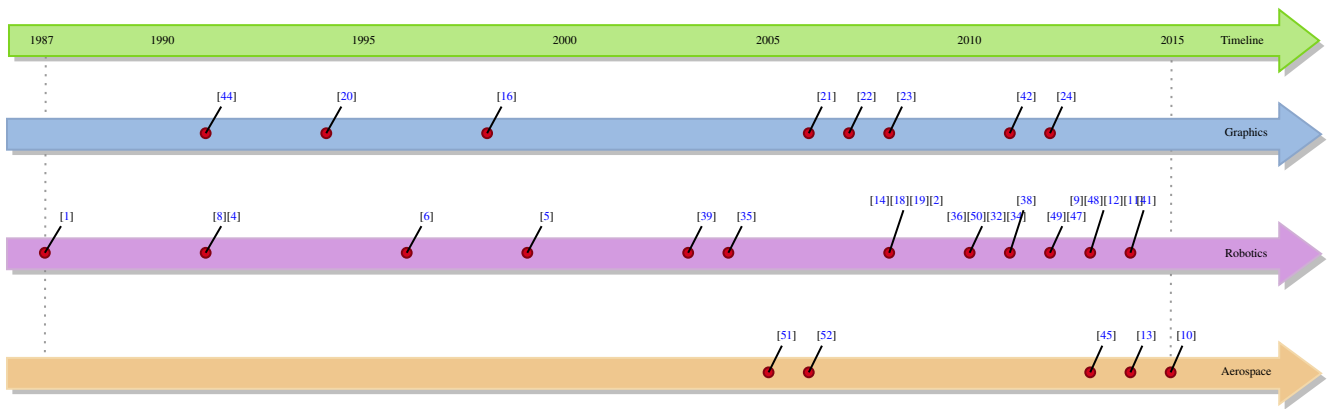 1987 1990 1995 2000 2005 2010 2015 Timeline
[44] [20] [16] [21] [22] [23] [42] [24]
Graphics
[14][18][19][2] [38] [9][48][12][11][41]
[1] [8][4] [6] [5] [39] [35] [36][50][32][34] [49][47]
Robotics
[51] [52] [45] [13] [10]
Aerospace